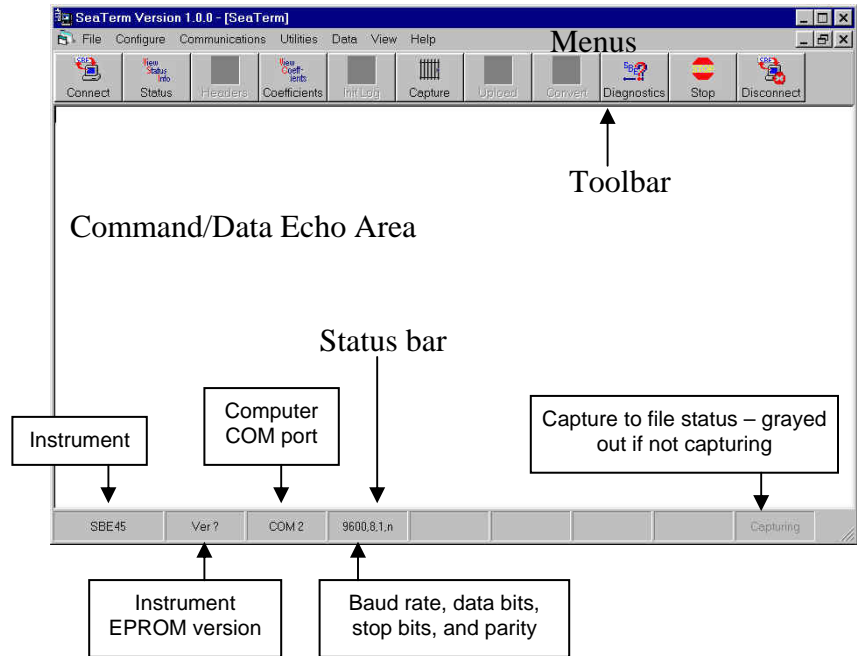 SeaTerm Version 1.0.0 - [SeaTerm]
File Configure Communications Utilities Data View Help
Menus
Connect Status Headers Coefficients Init Log Capture Upload Convert Diagnostics Stop Disconnect
Toolbar
Command/Data Echo Area
Status bar
Instrument
Computer
COM port
Capture to file status – grayed
out if not capturing
SBE45 Ver ? COM 2 9600,8,1,n Capturing
Instrument
EPROM version
Baud rate, data bits,
stop bits, and parity